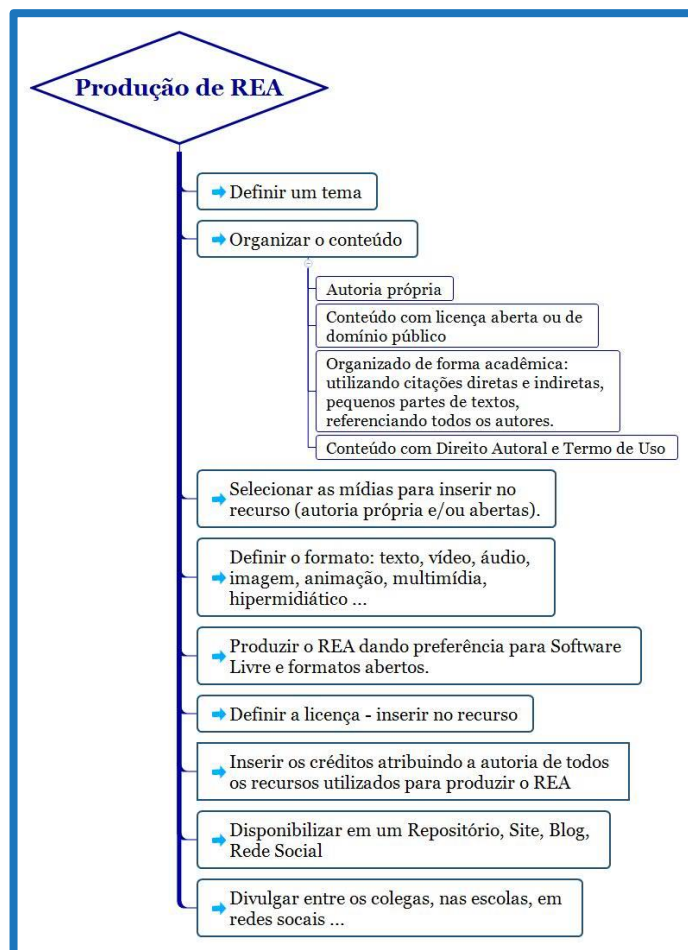 Produção de REA
Definir um tema
Organizar o conteúdo
Autoria própria
Conteúdo com licença aberta ou de
domínio público
Organizado de forma acadêmica:
utilizando citações diretas e indiretas,
pequenos partes de textos,
referenciando todos os autores.
Conteúdo com Direito Autoral e Termo de Uso
Selecionar as mídias para inserir no
recurso (autoria própria e/ou abertas).
Definir o formato: texto, vídeo, áudio,
imagem, animação, multimídia,
hipermidiático ...
Produzir o REA dando preferência para Software
Livre e formatos abertos.
Definir a licença - inserir no recurso
Inserir os créditos atribuindo a autoria de todos
os recursos utilizados para produzir o REA
Disponibilizar em um Repositório, Site, Blog,
Rede Social
Divulgar entre os colegas, nas escolas, em
redes socais ...